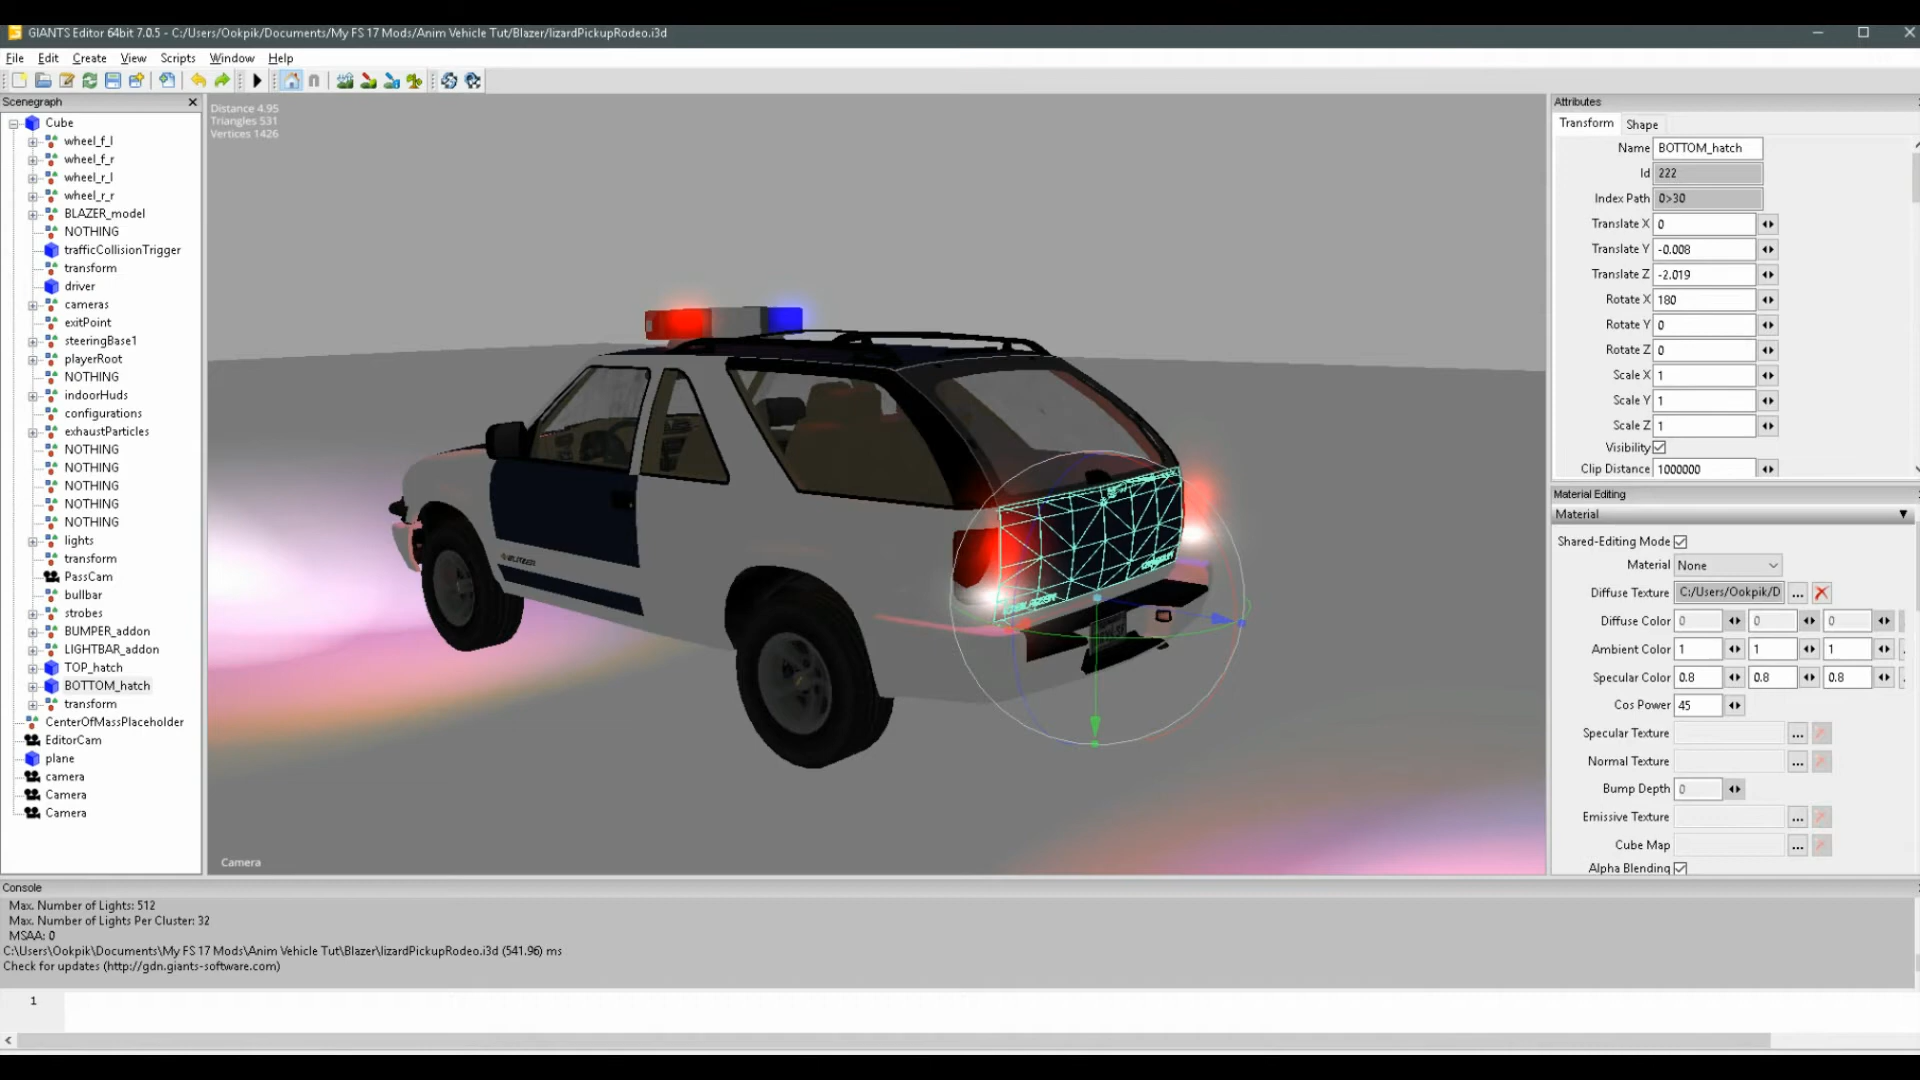 GIANTS Editor 64bit 7.0.5 - C:/Users/Ookpik/Documents/My FS 17 Mods/Anim Vehicle Tut/Blazer/lizardPickupRodeo.i3d
File Edit Create View Scripts Window Help
Scenegraph
Cube
wheel_f_l
wheel_f_r
wheel_r_l
wheel_r_r
BLAZER_model
NOTHING
trafficCollisionTrigger
transform
driver
cameras
exitPoint
steeringBase1
playerRoot
NOTHING
indoorHuds
configurations
exhaustParticles
NOTHING
NOTHING
NOTHING
NOTHING
NOTHING
lights
transform
PassCam
bullbar
strobes
BUMPER_addon
LIGHTBAR_addon
TOP_hatch
BOTTOM_hatch
transform
CenterOfMassPlaceholder
EditorCam
plane
camera
Camera
Camera
Distance 4.95
Triangles 531
Vertices 1426
Camera
Attributes
Transform Shape
Name BOTTOM_hatch
Id 222
Index Path 0>30
Translate X 0
Translate Y -0.008
Translate Z -2.019
Rotate X 180
Rotate Y 0
Rotate Z 0
Scale X 1
Scale Y 1
Scale Z 1
Visibility
Clip Distance 1000000
Material Editing
Material
Shared-Editing Mode
Material None
Diffuse Texture C:/Users/Ookpik/D ...
Diffuse Color 0 0 0
Ambient Color 1 1 1
Specular Color 0.8 0.8 0.8
Cos Power 45
Specular Texture ...
Normal Texture ...
Bump Depth 0
Emissive Texture ...
Cube Map ...
Alpha Blending
Console
Max. Number of Lights: 512
Max. Number of Lights Per Cluster: 32
MSAA: 0
C:\Users\Ookpik\Documents\My FS 17 Mods\Anim Vehicle Tut\Blazer\lizardPickupRodeo.i3d (541.96) ms
Check for updates (http://gdn.giants-software.com)
1